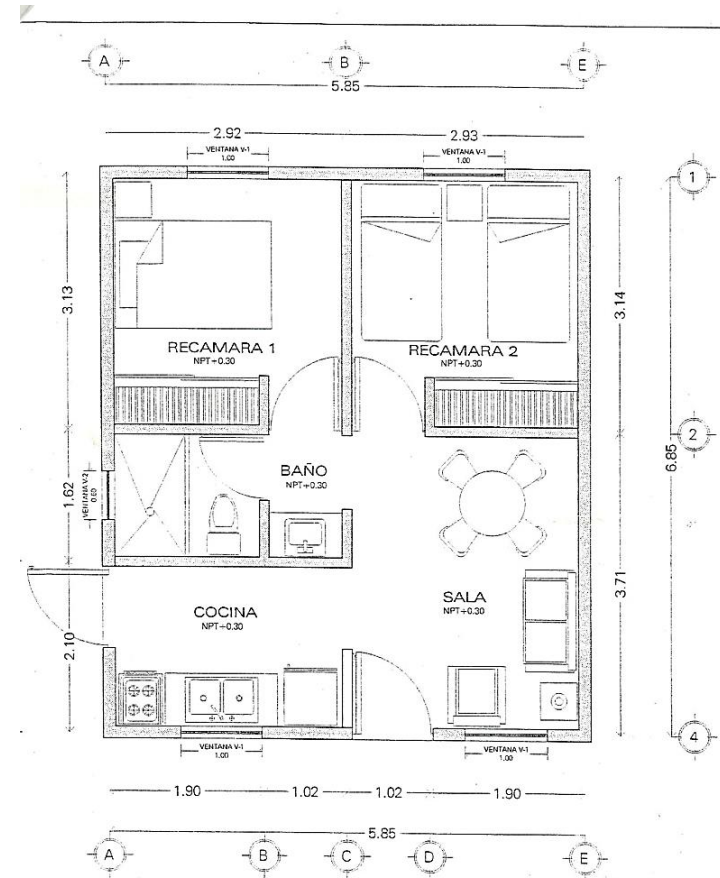 A B E
5.85
2.92 2.93
VENTANA V-1
1.00
VENTANA V-1
1.00
1
3.13
3.14
RECAMARA 1
NPT+0.30
RECAMARA 2
NPT+0.30
2
6.85
BAÑO
NPT+0.30
VENTANA V-2
0.60
1.62
3.71
COCINA
NPT+0.30
SALA
NPT+0.30
2.10
4
VENTANA V-1
1.00
VENTANA V-1
1.00
1.90 1.02 1.02 1.90
5.85
A B C D E